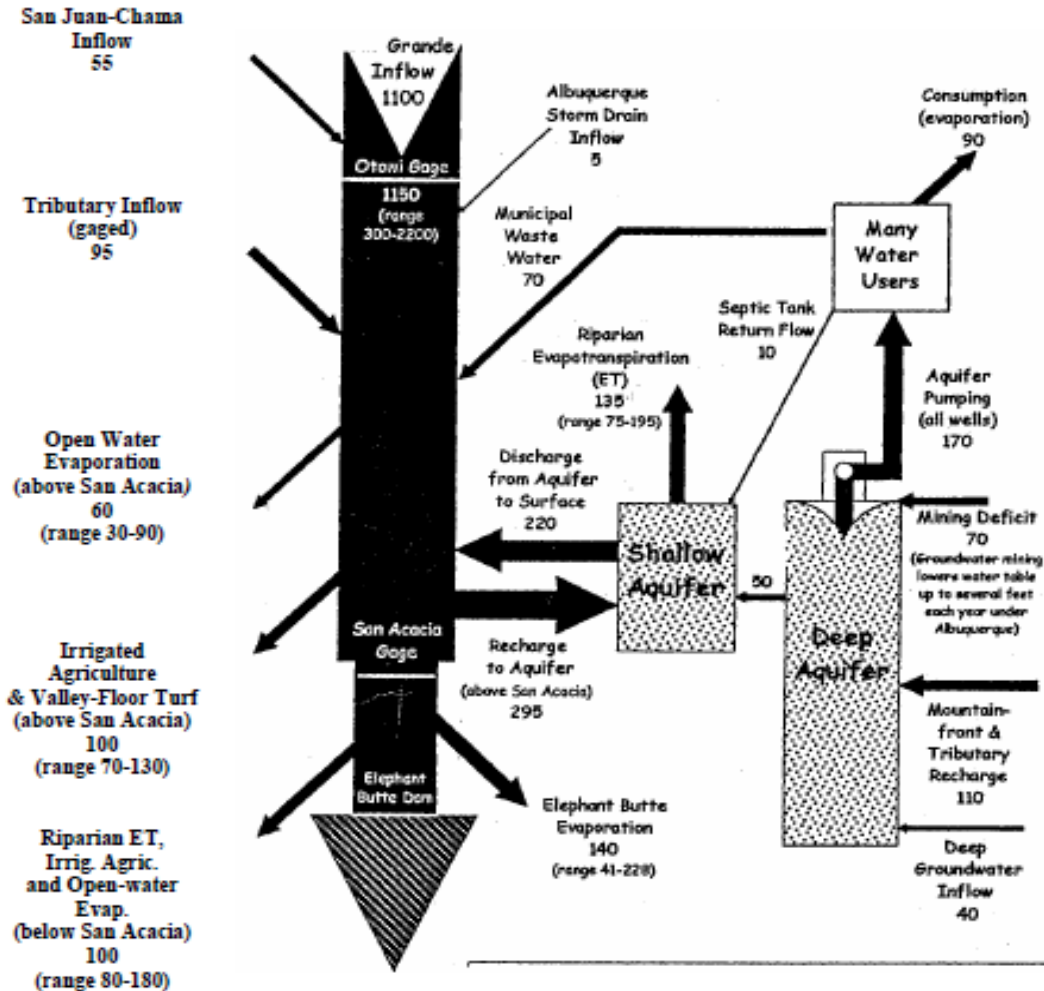 San Juan-Chama
Inflow
55
Tributary Inflow
(gaged)
95
Open Water
Evaporation
(above San Acacia)
60
(range 30-90)
Irrigated
Agriculture
& Valley-Floor Turf
(above San Acacia)
100
(range 70-130)
Riparian ET,
Irrig. Agric.
and Open-water
Evap.
(below San Acacia)
100
(range 80-180)
Grande
Inflow
1100
Otowi Gage
1150
(range
300-2200)
San Acacia
Gage
Elephant
Butte Dam
Albuquerque
Storm Drain
Inflow
5
Municipal
Waste
Water
70
Riparian
Evapotranspiration
(ET)
135
(range 75-195)
Discharge
from Aquifer
to Surface
220
Recharge
to Aquifer
(above San Acacia)
295
Elephant Butte
Evaporation
140
(range 41-228)
Shallow
Aquifer
Septic Tank
Return Flow
10
50
Consumption
(evaporation)
90
Many
Water
Users
Aquifer
Pumping
(all wells)
170
Mining Deficit
70
(Groundwater mining
lowers water table
up to several feet
each year under
Albuquerque)
Deep
Aquifer
Mountain-
front &
Tributary
Recharge
110
Deep
Groundwater
Inflow
40